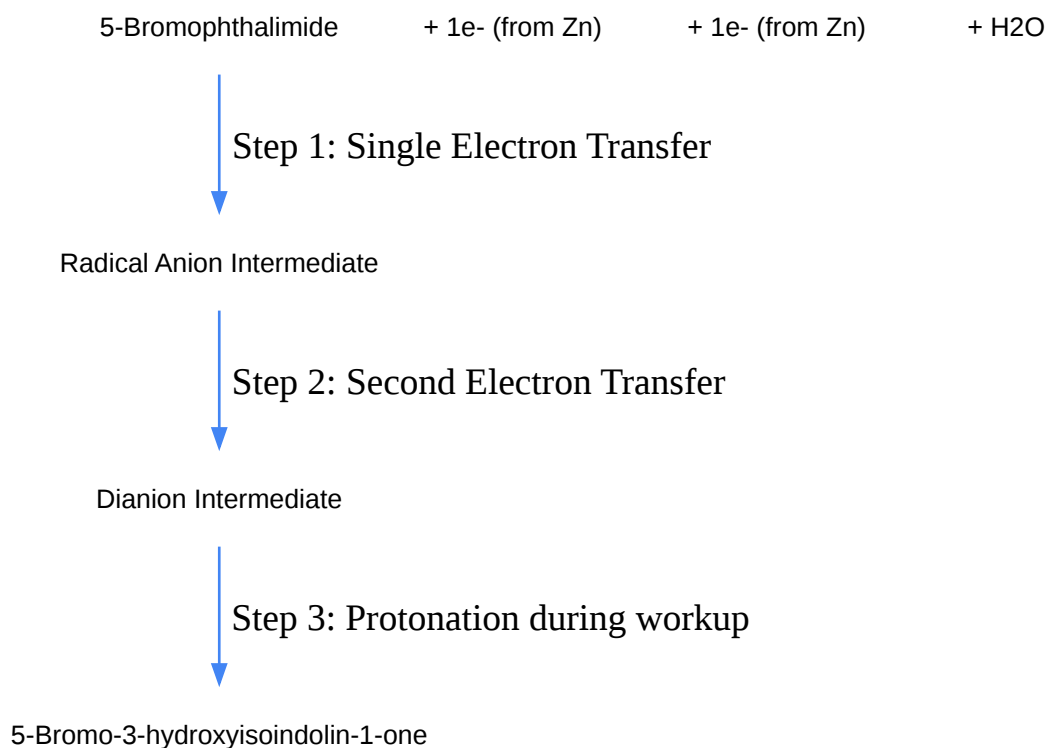 5-Bromophthalimide + 1e- (from Zn) + 1e- (from Zn) + H2O
Step 1: Single Electron Transfer
Radical Anion Intermediate
Step 2: Second Electron Transfer
Dianion Intermediate
Step 3: Protonation during workup
5-Bromo-3-hydroxyisoindolin-1-one